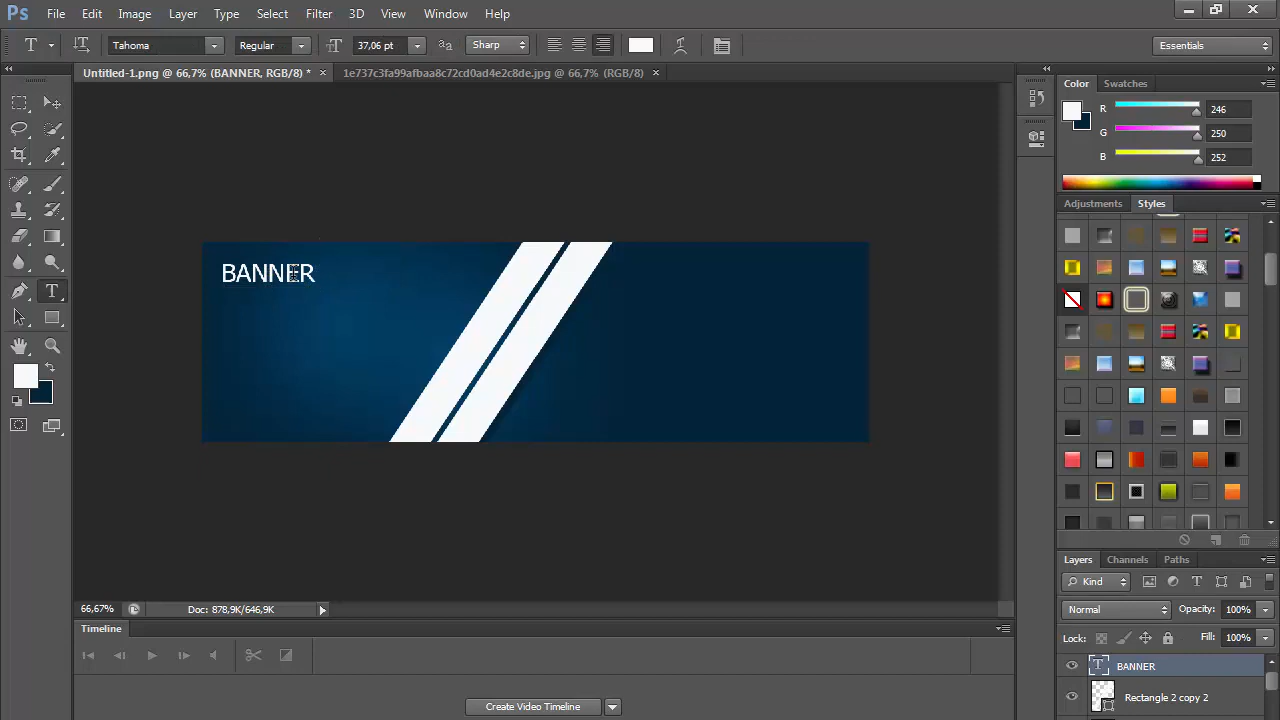 Ps File Edit Image Layer Type Select Filter 3D View Window Help
T Tahoma Regular 37,06 pt Sharp Essentials
Untitled-1.png @ 66,7% (BANNER, RGB/8) * × 1e737c3fa99afbaa8c72cd0ad4e2c8de.jpg @ 66,7% (RGB/8) ×
Color Swatches
R 246
G 250
B 252
Adjustments Styles
BANNER
66,67% Doc: 878,9K/646,9K
Timeline
Create Video Timeline
Layers Channels Paths
Kind
Normal Opacity: 100%
Lock: Fill: 100%
T BANNER
Rectangle 2 copy 2